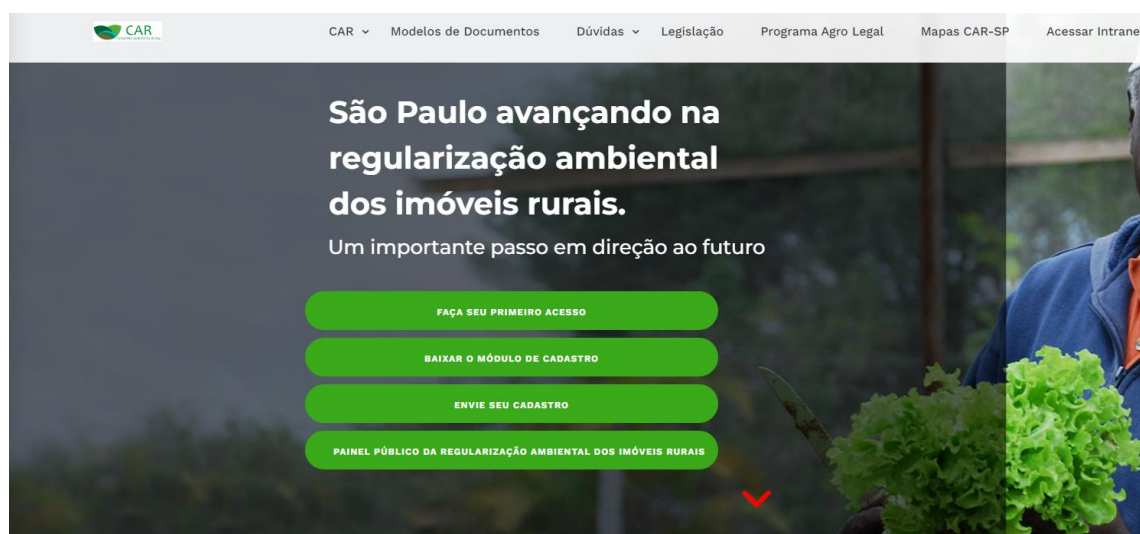 CAR
CAR
Modelos de Documentos
Dúvidas
Legislação
Programa Agro Legal
Mapas CAR-SP
Acessar Intrane
São Paulo avançando na
regularização ambiental
dos imóveis rurais.
Um importante passo em direção ao futuro
FAÇA SEU PRIMEIRO ACESSO
BAIXAR O MÓDULO DE CADASTRO
ENVIE SEU CADASTRO
PAINEL PÚBLICO DA REGULARIZAÇÃO AMBIENTAL DOS IMÓVEIS RURAIS